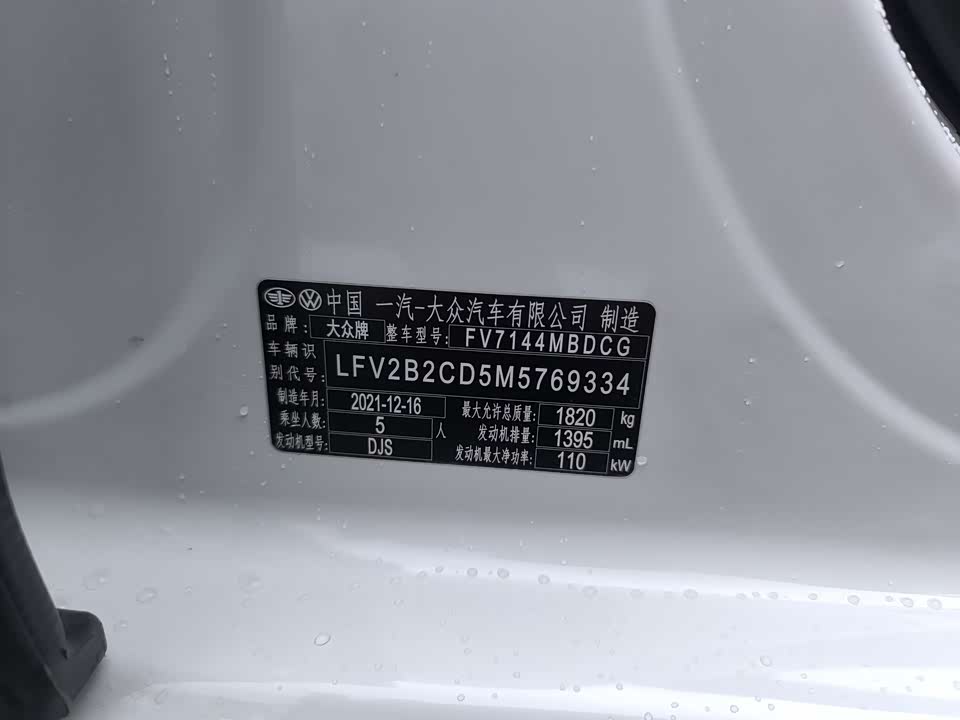 中国 一汽-大众汽车有限公司 制造
品牌: 大众牌 整车型号: FV7144MBDCG
车辆识别代号: LFV2B2CD5M5769334
制造年月: 2021-12-16 最大允许总质量: 1820 kg
乘坐人数: 5 人 发动机排量: 1395 mL
发动机型号: DJS 发动机最大净功率: 110 kW